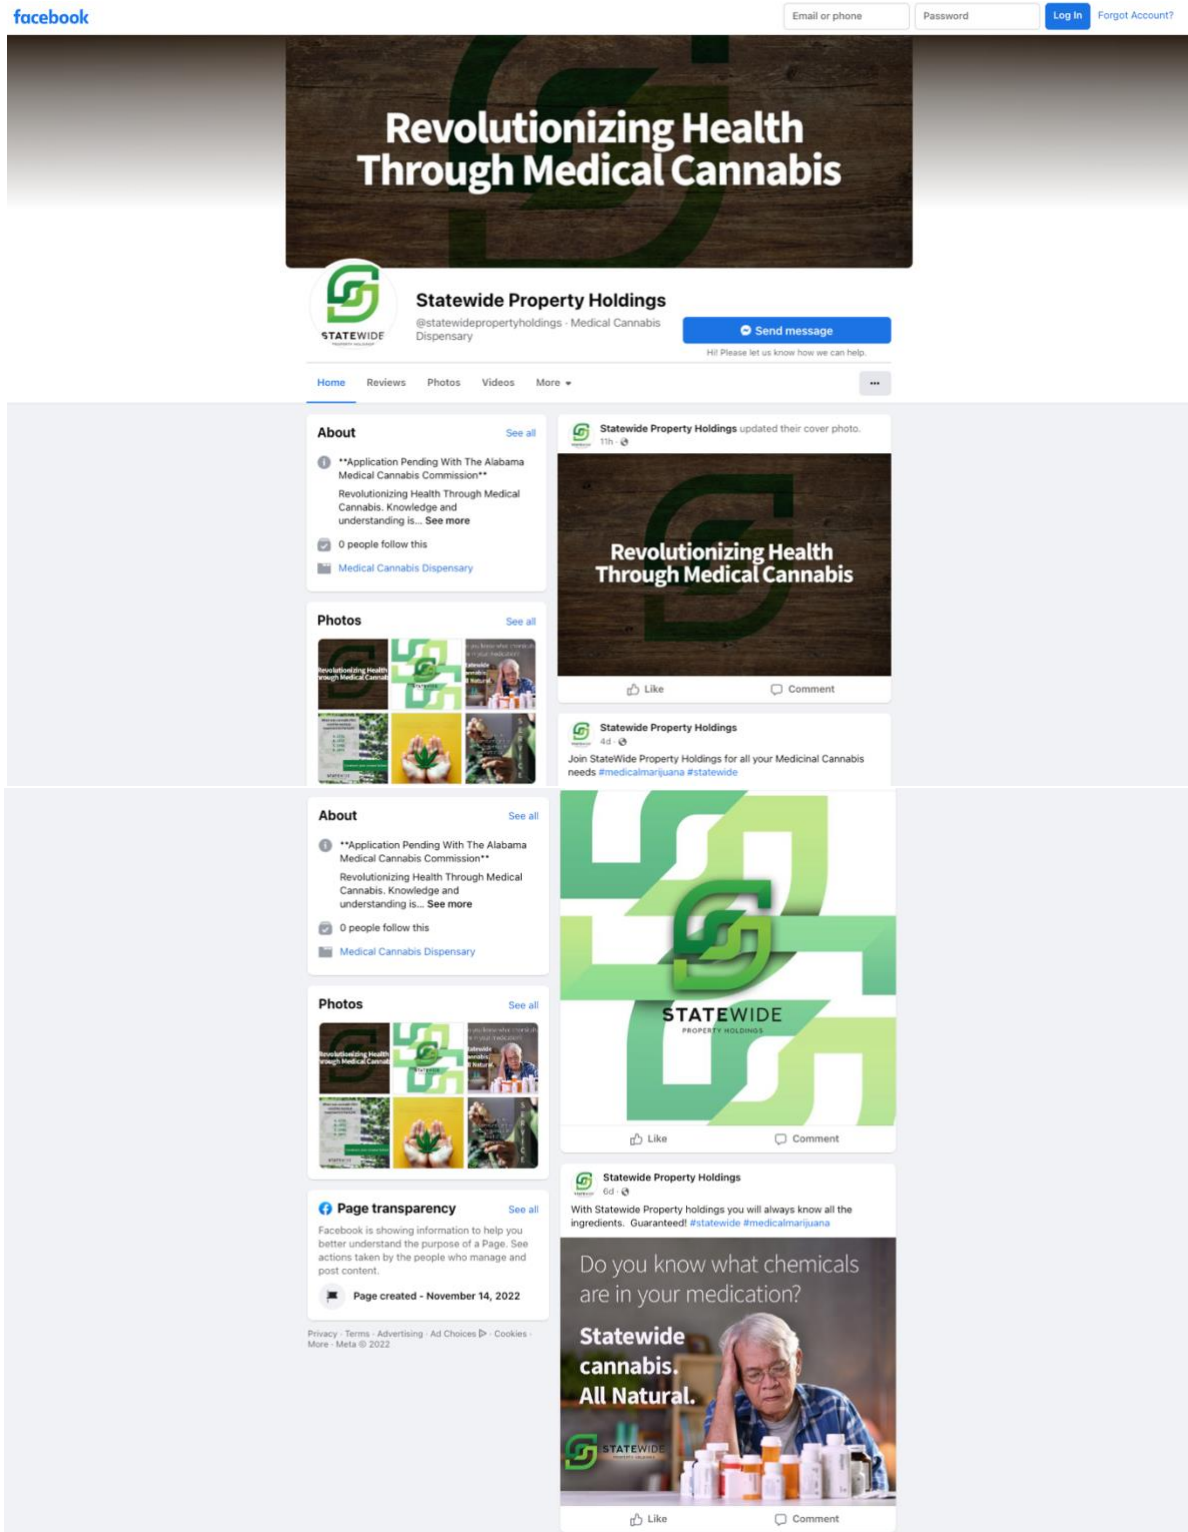 facebook
Email or phone
Password
Log In
Forgot Account?
Revolutionizing Health
Through Medical Cannabis
STATEWIDE
PROPERTY HOLDINGS
Statewide Property Holdings
@statewidepropertyholdings · Medical Cannabis
Dispensary
Send message
Hi! Please let us know how we can help.
Home
Reviews
Photos
Videos
More
About
See all
**Application Pending With The Alabama
Medical Cannabis Commission**
Revolutionizing Health Through Medical
Cannabis. Knowledge and
understanding is... See more
0 people follow this
Medical Cannabis Dispensary
Photos
See all
Statewide Property Holdings updated their cover photo.
11h
Revolutionizing Health
Through Medical Cannabis
Like
Comment
Statewide Property Holdings
4d
Join StateWide Property Holdings for all your Medicinal Cannabis
needs #medicalmarijuana #statewide
About
See all
**Application Pending With The Alabama
Medical Cannabis Commission**
Revolutionizing Health Through Medical
Cannabis. Knowledge and
understanding is... See more
0 people follow this
Medical Cannabis Dispensary
Photos
See all
Page transparency
See all
Facebook is showing information to help you
better understand the purpose of a Page. See
actions taken by the people who manage and
post content.
Page created - November 14, 2022
Privacy · Terms · Advertising · Ad Choices · Cookies ·
More · Meta © 2022
STATEWIDE
PROPERTY HOLDINGS
Like
Comment
Statewide Property Holdings
6d
With Statewide Property holdings you will always know all the
ingredients. Guaranteed! #statewide #medicalmarijuana
Do you know what chemicals
are in your medication?
Statewide
cannabis.
All Natural.
STATEWIDE
PROPERTY HOLDINGS
Like
Comment